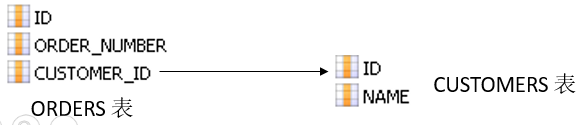 ID
ORDER_NUMBER
CUSTOMER_ID
ORDERS 表
ID
NAME
CUSTOMERS 表